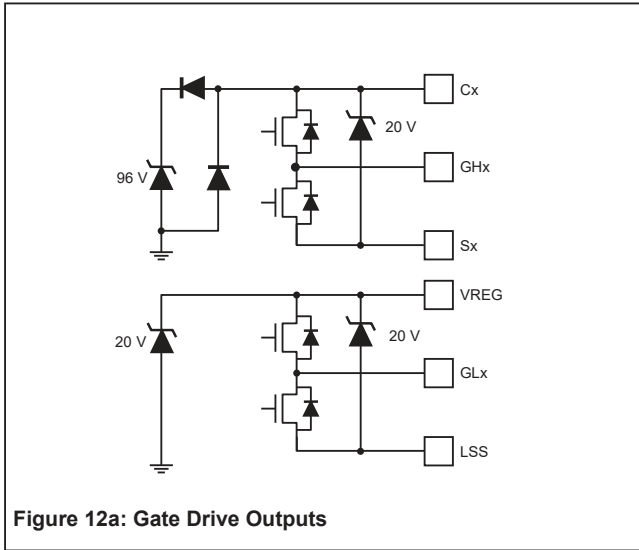 Cx
20 V
GHx
96 V
Sx
VREG
20 V
20 V
GLx
LSS
Figure 12a: Gate Drive Outputs